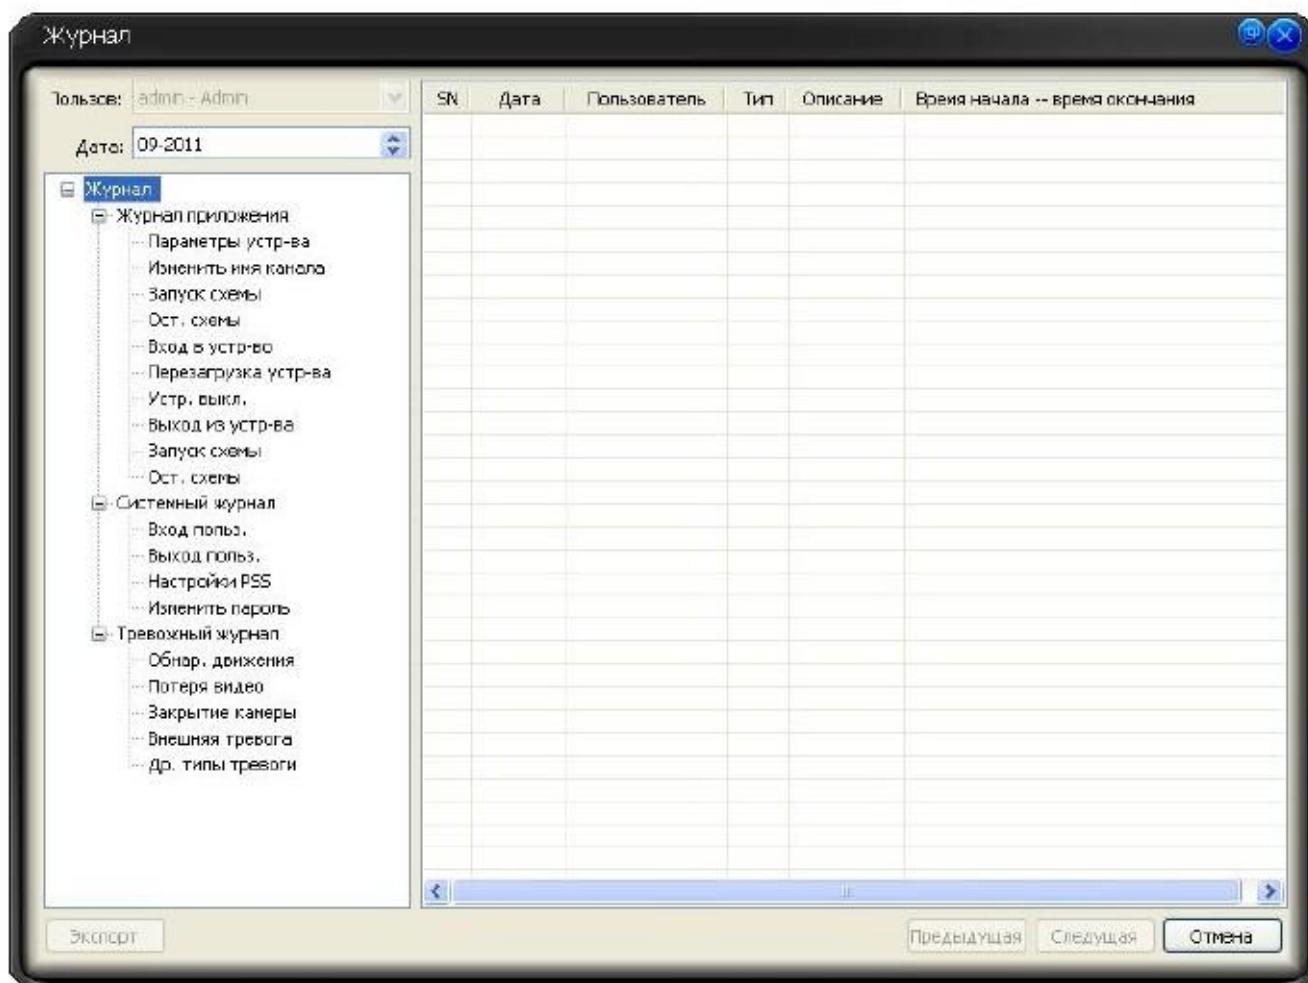 Журнал
Пользов: admin - Admin
Дата: 09-2011
Журнал
Журнал приложения
Параметры устр-ва
Изменить имя канала
Запуск схемы
Ост. схемы
Вход в устр-во
Перезагрузка устр-ва
Устр. выкл.
Выход из устр-ва
Запуск схемы
Ост. схемы
Системный журнал
Вход польз.
Выход польз.
Настройки PSS
Изменить пароль
Тревожный журнал
Обнар. движения
Потеря видео
Закрытие камеры
Внешняя тревога
Др. типы тревоги
SN Дата Пользователь Тип Описание Время начала -- время окончания
Экспорт Предыдущая Следущая Отмена